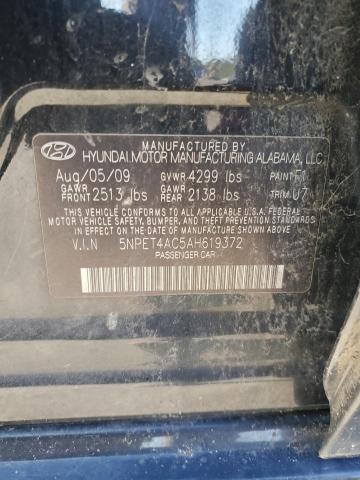 MANUFACTURED BY
HYUNDAI MOTOR MANUFACTURING ALABAMA, LLC
Aug/05/09 GVWR 4299 lbs PAINT F1
GAWR FRONT 2513 lbs GAWR REAR 2138 lbs TRIM U7
THIS VEHICLE CONFORMS TO ALL APPLICABLE U.S. FEDERAL
MOTOR VEHICLE SAFETY, BUMPER, AND THEFT PREVENTION
STANDARDS IN EFFECT ON THE DATE OF MANUFACTURE SHOWN ABOVE.
V.I.N 5NPET4AC5AH619372
PASSENGER CAR